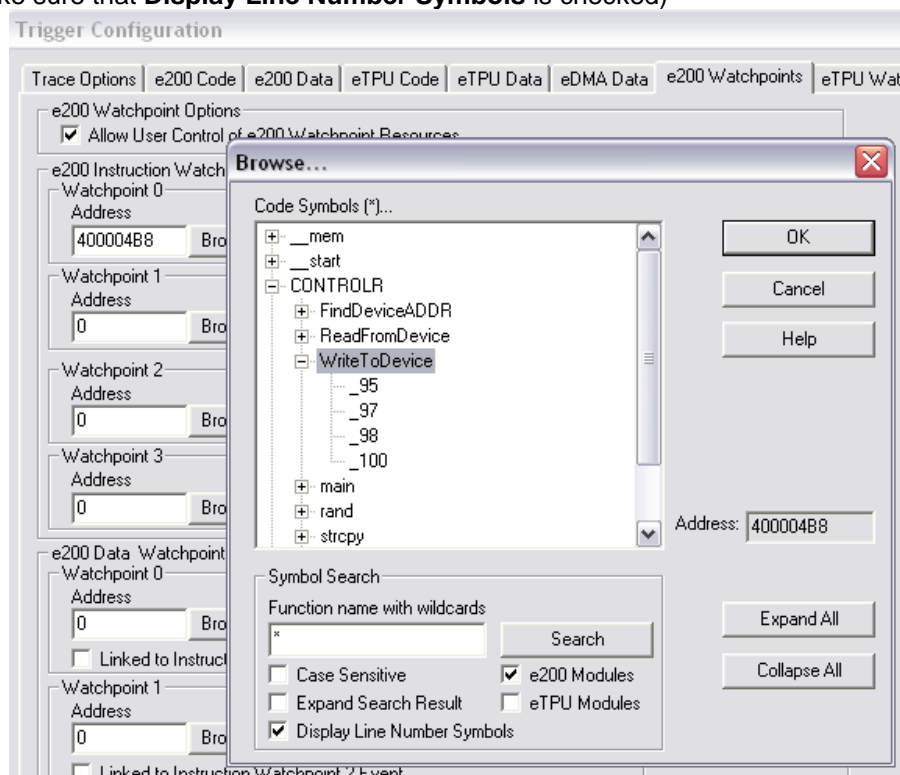 ke sure that Display Line Number Symbols is checked)
Trigger Configuration
Trace Options e200 Code e200 Data eTPU Code eTPU Data eDMA Data e200 Watchpoints eTPU Wat
e200 Watchpoint Options
Allow User Control of e200 Watchpoint Resources
e200 Instruction Watch
Watchpoint 0
Address
400004B8 Bro
Watchpoint 1
Address
0 Bro
Watchpoint 2
Address
0 Bro
Watchpoint 3
Address
0 Bro
e200 Data Watchpoint
Watchpoint 0
Address
0 Bro
Linked to Instruct
Watchpoint 1
Address
0 Bro
Linked to Instruction Watchpoint 2 Event
Browse...
Code Symbols (*)...
__mem
__start
CONTROLR
FindDeviceADDR
ReadFromDevice
WriteToDevice
_95
_97
_98
_100
main
rand
strcpy
OK
Cancel
Help
Address: 400004B8
Symbol Search
Function name with wildcards
* Search
Case Sensitive e200 Modules
Expand Search Result eTPU Modules
Display Line Number Symbols
Expand All
Collapse All